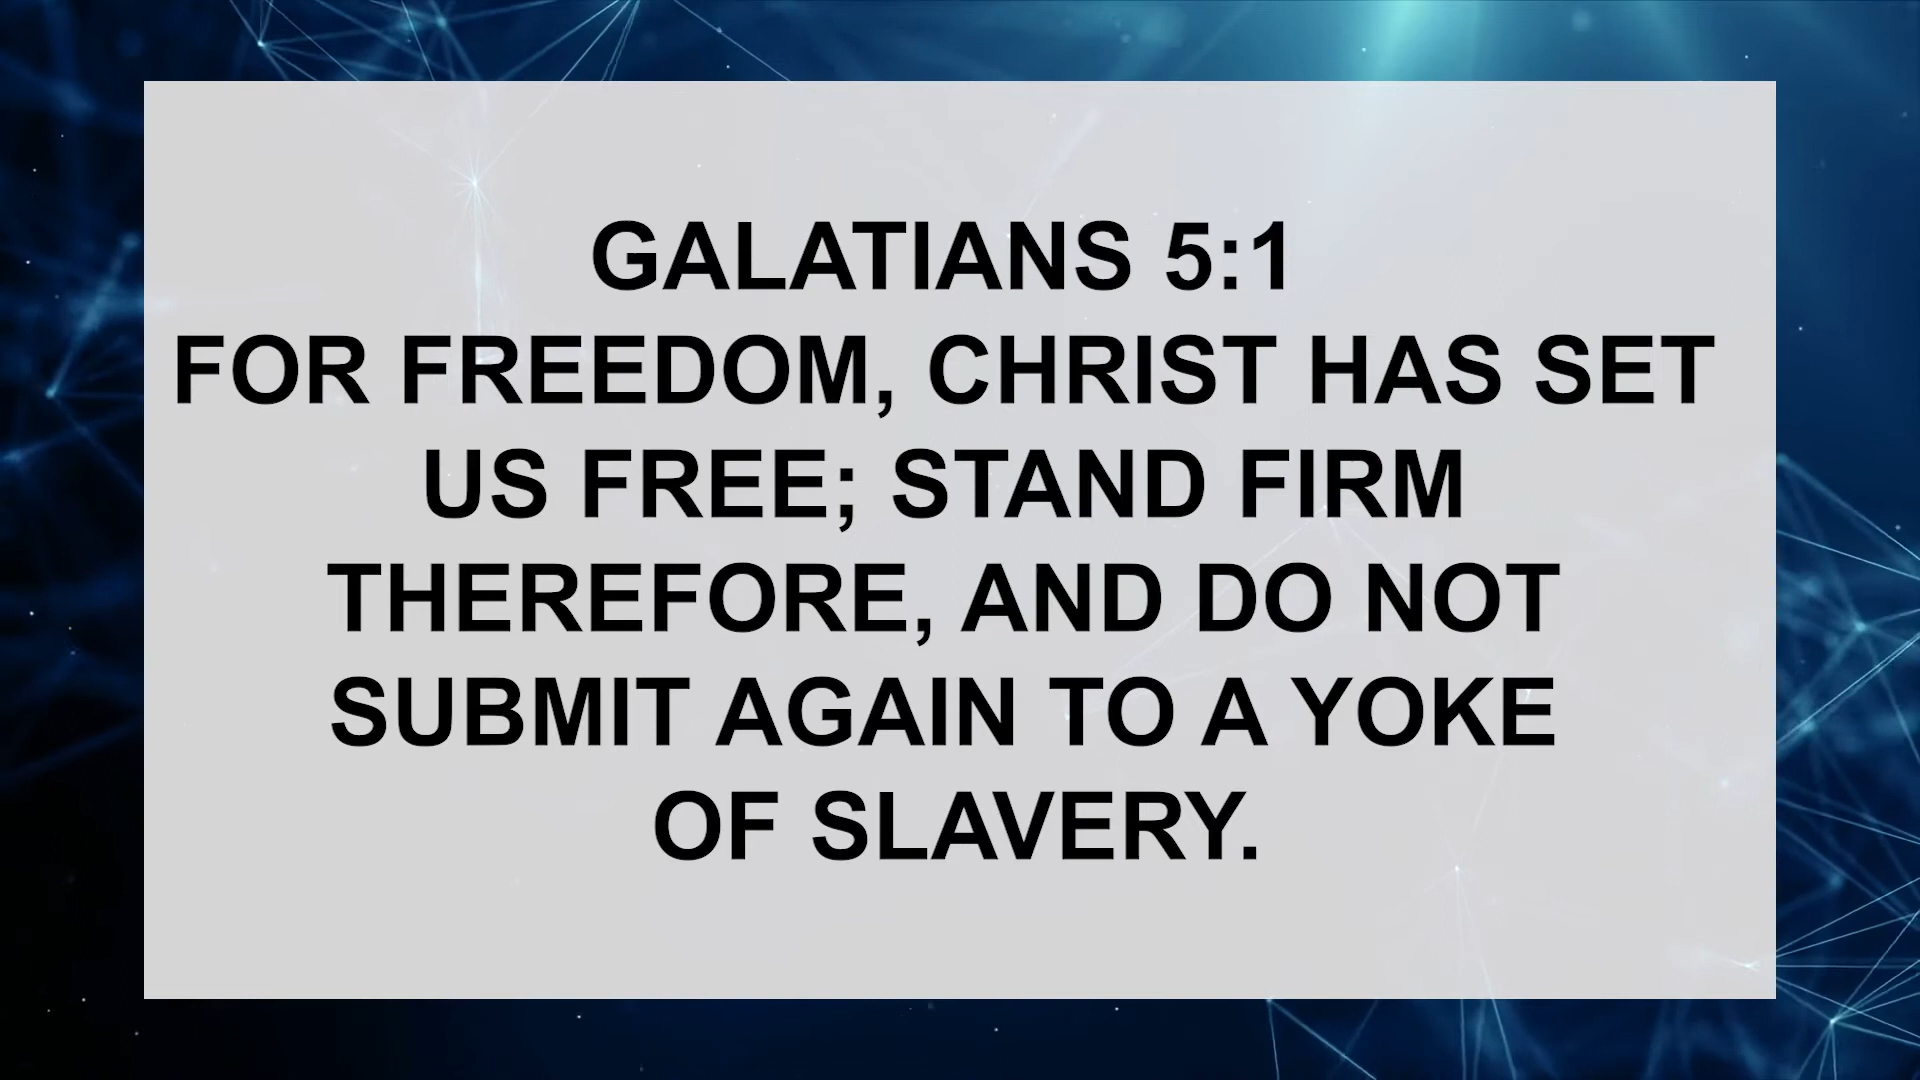 GALATIANS 5:1
FOR FREEDOM, CHRIST HAS SET
US FREE; STAND FIRM
THEREFORE, AND DO NOT
SUBMIT AGAIN TO A YOKE
OF SLAVERY.